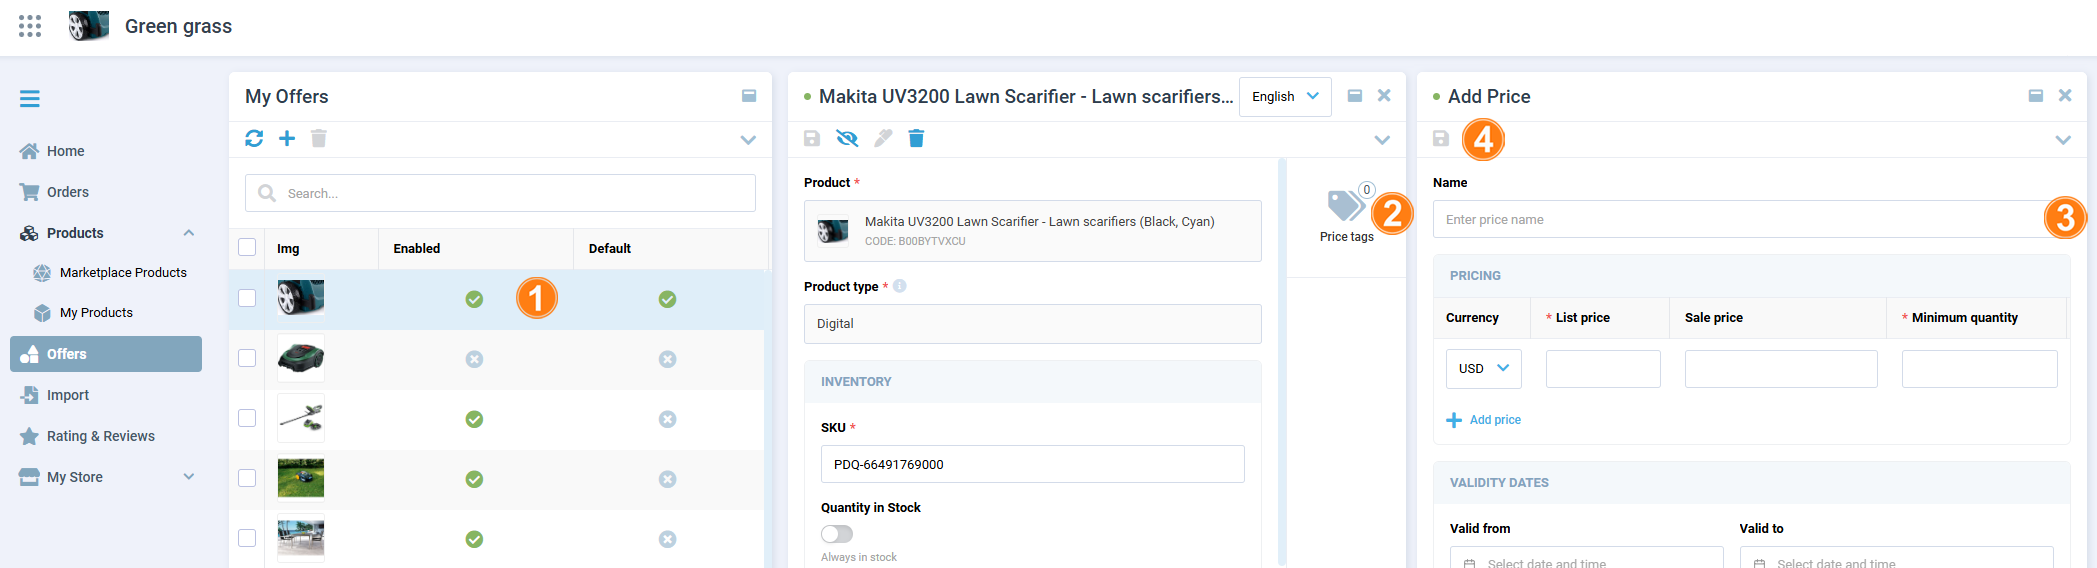 Green grass
Home
Orders
Products
Marketplace Products
My Products
Offers
Import
Rating & Reviews
My Store
My Offers
Search...
Img Enabled Default
1
Makita UV3200 Lawn Scarifier - Lawn scarifiers... English
Product *
Makita UV3200 Lawn Scarifier - Lawn scarifiers (Black, Cyan)
CODE: B00BYTVXCU
Product type * i
Digital
INVENTORY
SKU *
PDQ-66491769000
Quantity in Stock
Always in stock
0
2
Price tags
Add Price
4
Name
Enter price name
3
PRICING
Currency * List price Sale price * Minimum quantity
USD
Add price
VALIDITY DATES
Valid from Valid to
Select date and time Select date and time